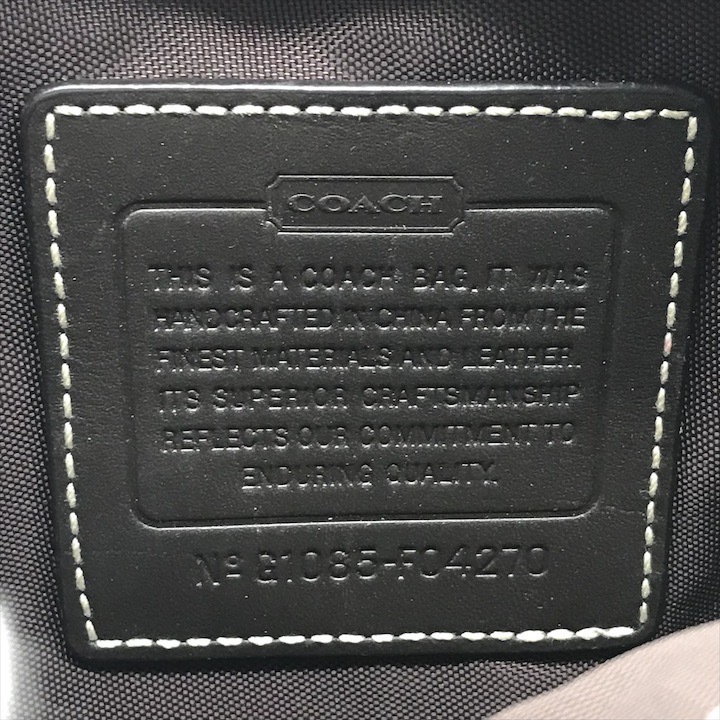 COACH
THIS IS A COACH BAG. IT WAS
HANDCRAFTED IN CHINA FROM THE
FINEST MATERIALS AND LEATHER.
ITS SUPERIOR CRAFTSMANSHIP
REFLECTS OUR COMMITMENT TO
ENDURING QUALITY.
Nº G1085-F04270